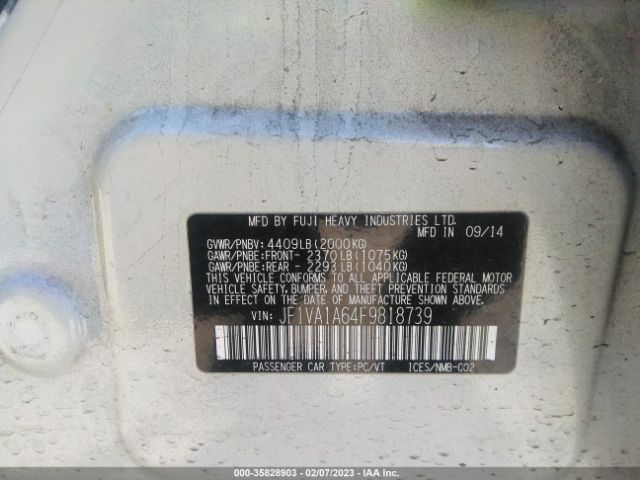 MFD BY FUJI HEAVY INDUSTRIES LTD.
MFD IN 09/14
GVWR/PNBV: 4409LB(2000KG)
GAWR/PNBE:FRONT- 2370LB(1075KG)
GAWR/PNBE:REAR - 2293LB(1040KG)
THIS VEHICLE CONFORMS TO ALL APPLICABLE FEDERAL MOTOR
VEHICLE SAFETY,BUMPER,AND THEFT PREVENTION STANDARDS
IN EFFECT ON THE DATE OF MANUFACTURE SHOWN ABOVE.
VIN: JF1VA1A64F9818739
PASSENGER CAR TYPE:PC/VT ICES/NMB-002
000-35828903 - 02/07/2023 - IAA Inc.